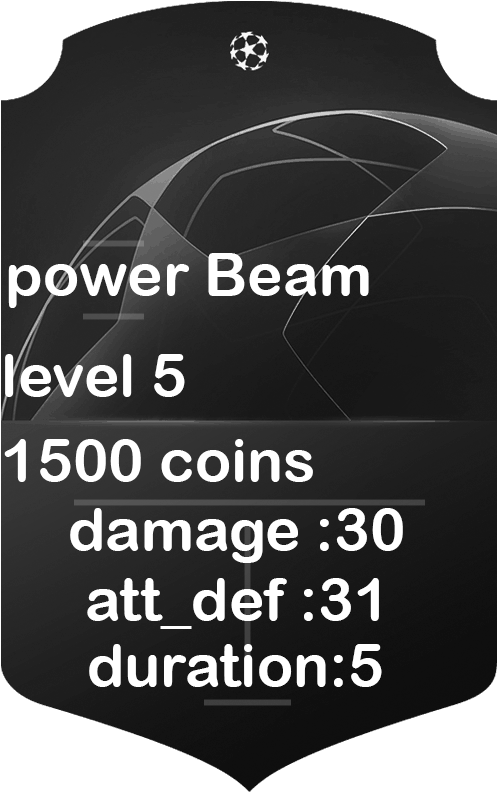 power Beam
level 5
1500 coins
damage :30
att_def :31
duration:5